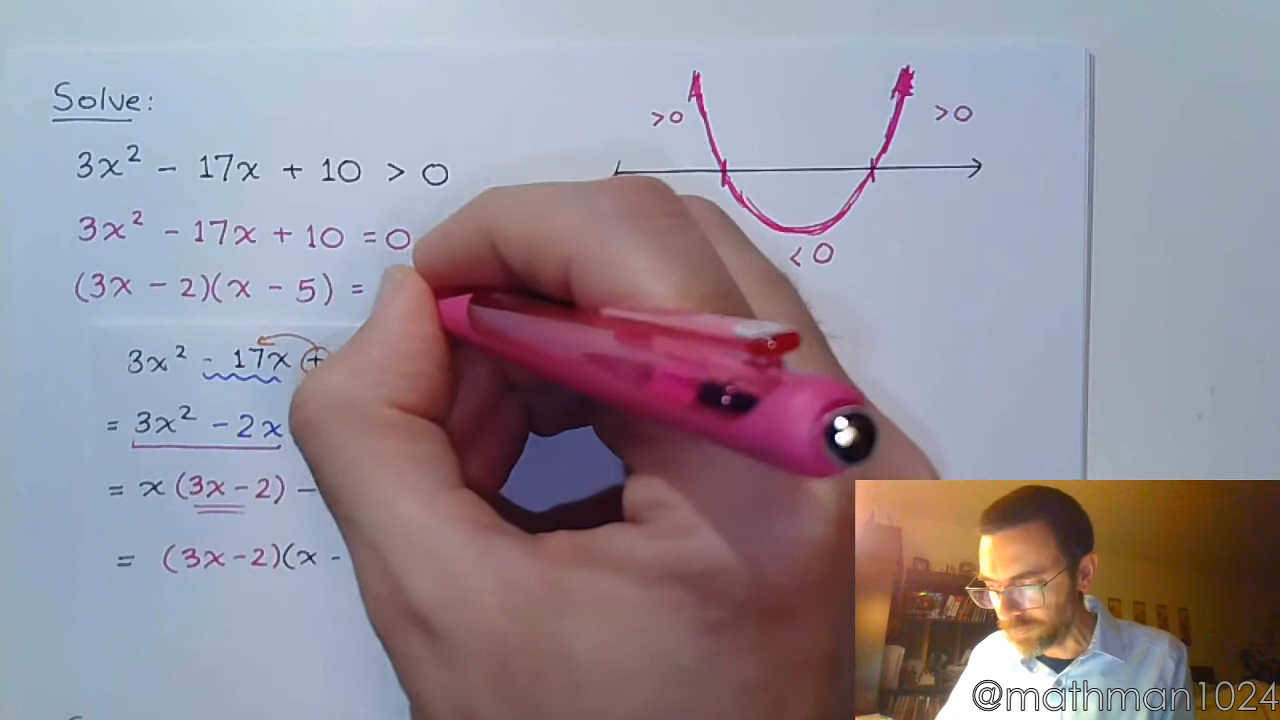 Solve:
3x² - 17x + 10 > 0
3x² - 17x + 10 = 0
(3x - 2)(x - 5) =
3x² - 17x +
= 3x² - 2x
= x (3x - 2) -
= (3x - 2)(x -
>0
>0
<0
@mathman1024